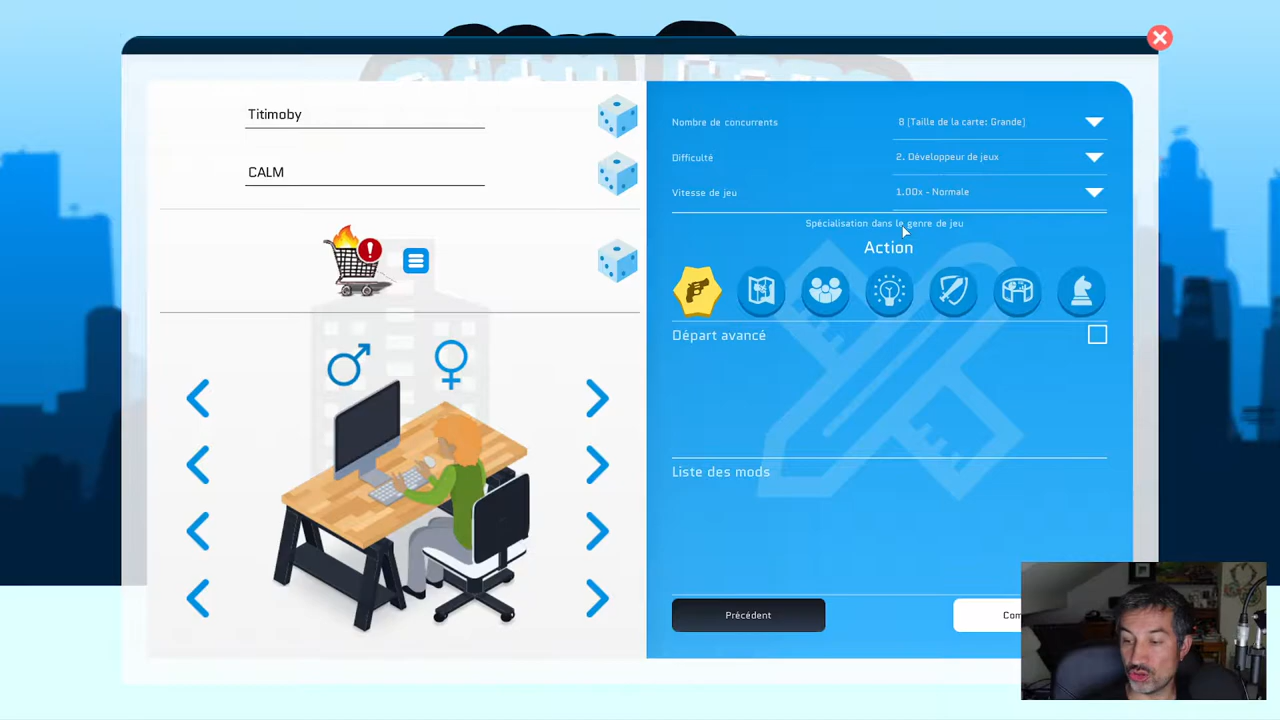 Titimoby
CALM
Nombre de concurrents
8 (Taille de la carte: Grande)
Difficulté
2. Développeur de jeux
Vitesse de jeu
1.00x - Normale
Spécialisation dans le genre de jeu
Action
Départ avancé
Liste des mods
Précédent